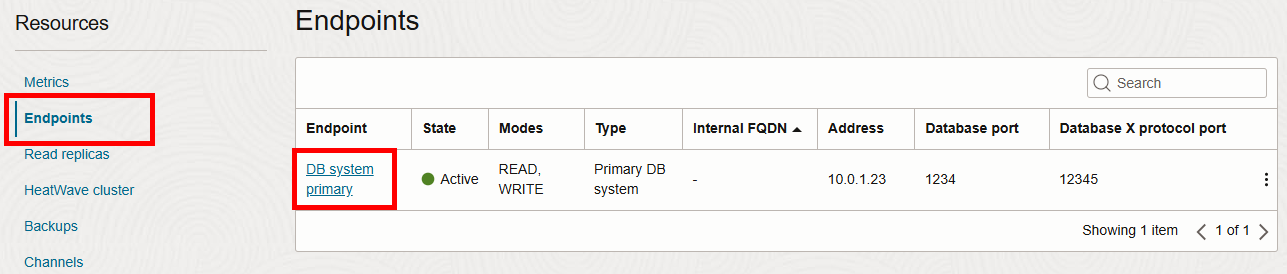 Resources
Metrics
Endpoints
Read replicas
HeatWave cluster
Backups
Channels
Endpoints
Search
Endpoint State Modes Type Internal FQDN Address Database port Database X protocol port
DB system primary Active READ, WRITE Primary DB system - 10.0.1.23 1234 12345
Showing 1 item 1 of 1